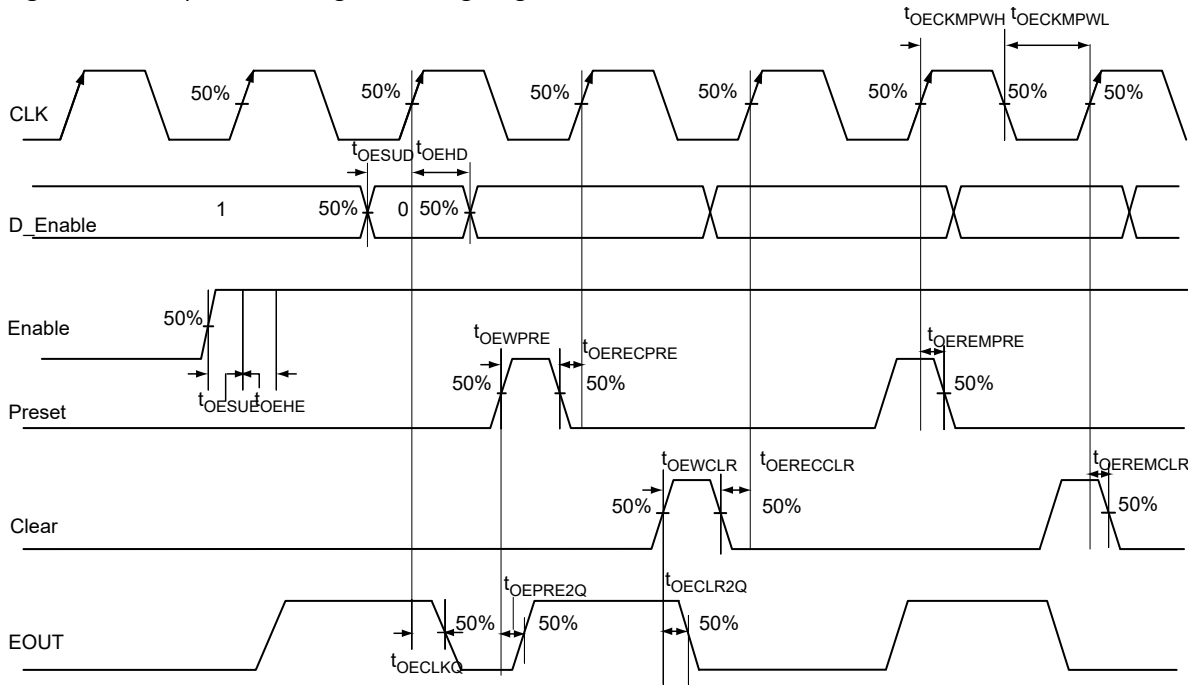 tOECKMPWH tOECKMPWL
CLK 50% 50% 50% 50% 50% 50% 50%
tOESUD tOEHD
D_Enable 1 50% 0 50%
Enable 50%
tOESUE tOEHE
tOEWPRE tOERECPRE tOEREMPRE
Preset 50% 50% 50%
tOEWCLR tOERECCLR tOEREMCLR
Clear 50% 50% 50%
tOEPRE2Q tOECLR2Q
EOUT 50% 50% 50%
tOECLKQ